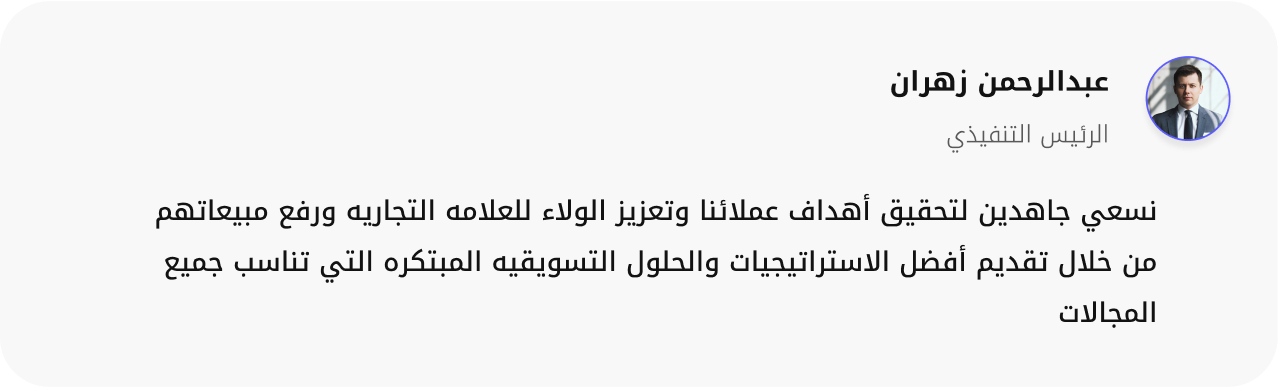 عبدالرحمن زهران
الرئيس التنفيذي
نسعي جاهدين لتحقيق أهداف عملائنا وتعزيز الولاء للعلامه التجاريه ورفع مبيعاتهم
من خلال تقديم أفضل الاستراتيجيات والحلول التسويقيه المبتكره التي تناسب جميع
المجالات